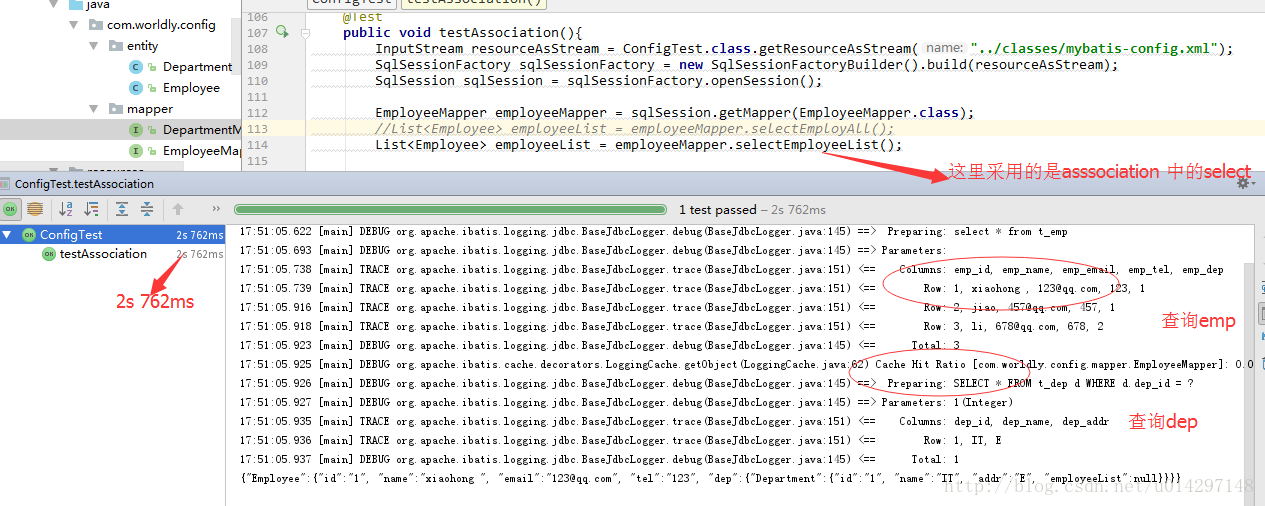 java
ConfigTest
testAssociation()
com.worldly.config
entity
Department
Employee
mapper
DepartmentM
EmployeeMap
106 @Test
107 public void testAssociation(){
108 InputStream resourceAsStream = ConfigTest.class.getResourceAsStream( name: "../classes/mybatis-config.xml");
109 SqlSessionFactory sqlSessionFactory = new SqlSessionFactoryBuilder().build(resourceAsStream);
110 SqlSession sqlSession = sqlSessionFactory.openSession();
111
112 EmployeeMapper employeeMapper = sqlSession.getMapper(EmployeeMapper.class);
113 //List<Employee> employeeList = employeeMapper.selectEmployAll();
114 List<Employee> employeeList = employeeMapper.selectEmployeeList();
115
这里采用的是asssociation 中的select
ConfigTest.testAssociation
1 test passed – 2s 762ms
ConfigTest 2s 762ms
testAssociation 2s 762ms
2s 762ms
17:51:05.622 [main] DEBUG org.apache.ibatis.logging.jdbc.BaseJdbcLogger.debug(BaseJdbcLogger.java:145) ==> Preparing: select * from t_emp
17:51:05.693 [main] DEBUG org.apache.ibatis.logging.jdbc.BaseJdbcLogger.debug(BaseJdbcLogger.java:145) ==> Parameters:
17:51:05.738 [main] TRACE org.apache.ibatis.logging.jdbc.BaseJdbcLogger.trace(BaseJdbcLogger.java:151) <== Columns: emp_id, emp_name, emp_email, emp_tel, emp_dep
17:51:05.739 [main] TRACE org.apache.ibatis.logging.jdbc.BaseJdbcLogger.trace(BaseJdbcLogger.java:151) <== Row: 1, xiaohong , 123@qq.com, 123, 1
17:51:05.916 [main] TRACE org.apache.ibatis.logging.jdbc.BaseJdbcLogger.trace(BaseJdbcLogger.java:151) <== Row: 2, jiao, 457@qq.com, 457, 1
17:51:05.918 [main] TRACE org.apache.ibatis.logging.jdbc.BaseJdbcLogger.trace(BaseJdbcLogger.java:151) <== Row: 3, li, 678@qq.com, 678, 2
17:51:05.923 [main] DEBUG org.apache.ibatis.logging.jdbc.BaseJdbcLogger.debug(BaseJdbcLogger.java:145) <== Total: 3
查询emp
17:51:05.925 [main] DEBUG org.apache.ibatis.cache.decorators.LoggingCache.getObject(LoggingCache.java:62) Cache Hit Ratio [com.worldly.config.mapper.EmployeeMapper]: 0.0
17:51:05.926 [main] DEBUG org.apache.ibatis.logging.jdbc.BaseJdbcLogger.debug(BaseJdbcLogger.java:145) ==> Preparing: SELECT * FROM t_dep d WHERE d.dep_id = ?
17:51:05.927 [main] DEBUG org.apache.ibatis.logging.jdbc.BaseJdbcLogger.debug(BaseJdbcLogger.java:145) ==> Parameters: 1(Integer)
17:51:05.935 [main] TRACE org.apache.ibatis.logging.jdbc.BaseJdbcLogger.trace(BaseJdbcLogger.java:151) <== Columns: dep_id, dep_name, dep_addr
17:51:05.936 [main] TRACE org.apache.ibatis.logging.jdbc.BaseJdbcLogger.trace(BaseJdbcLogger.java:151) <== Row: 1, IT, E
17:51:05.937 [main] DEBUG org.apache.ibatis.logging.jdbc.BaseJdbcLogger.debug(BaseJdbcLogger.java:145) <== Total: 1
查询dep
{"Employee":{"id":"1", "name":"xiaohong ", "email":"123@qq.com", "tel":"123", "dep":{"Department":{"id":"1", "name":"IT", "addr":"E", "employeeList":null}}}}
http://blog.csdn.net/u014297148